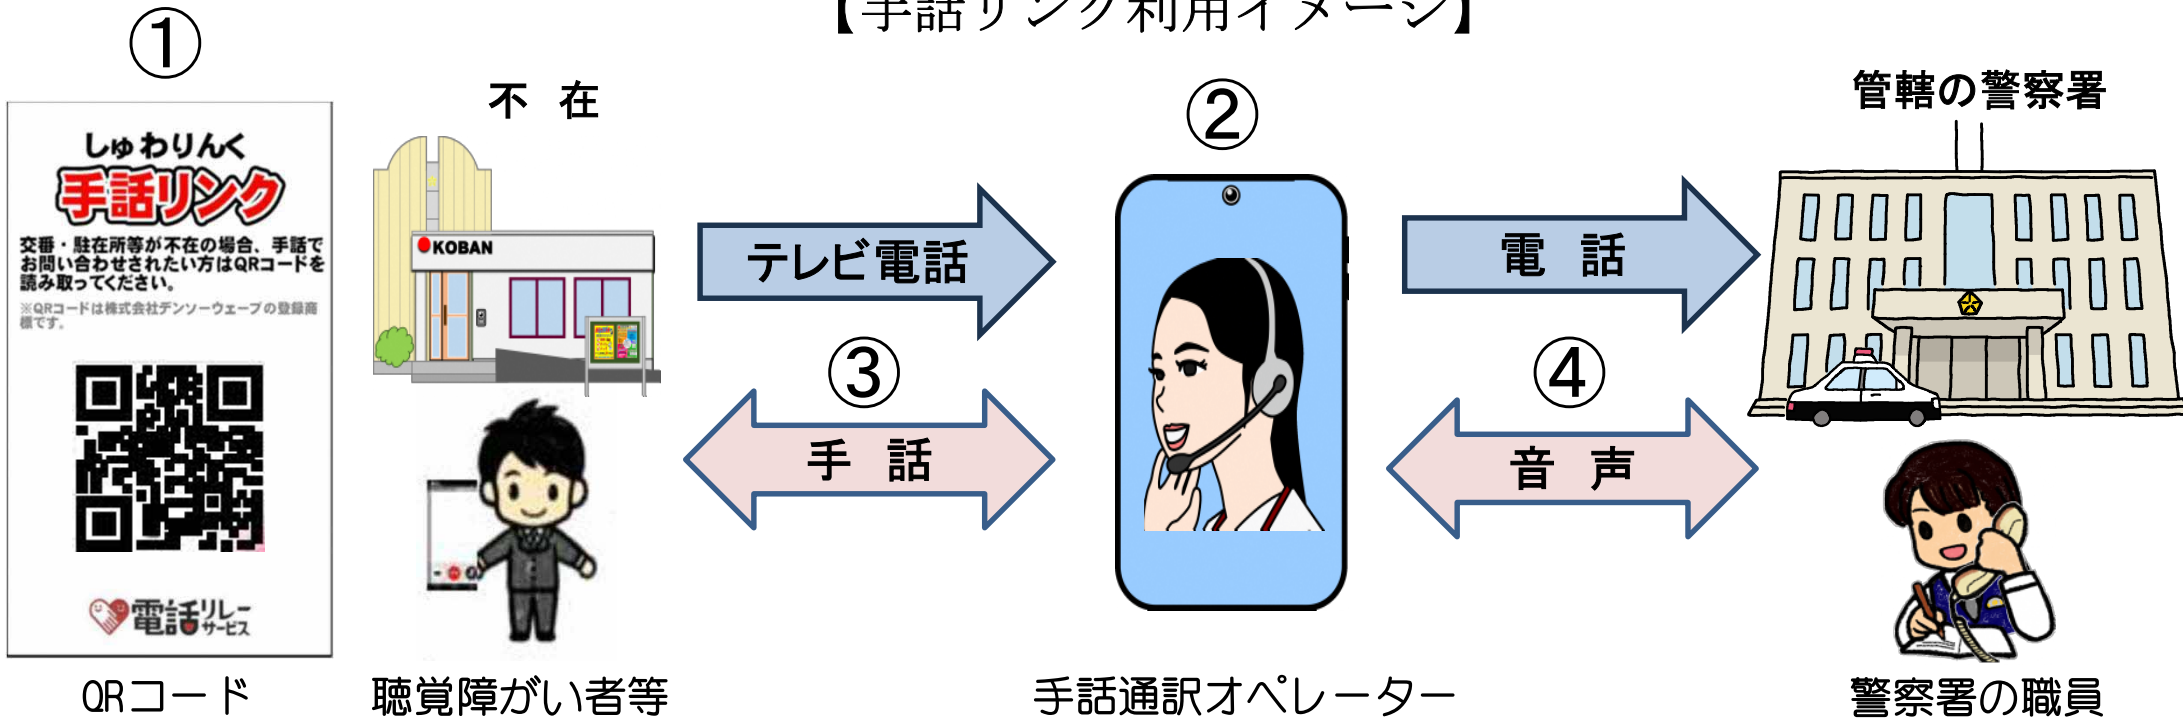 【手話リンク利用イメージ】
①
しゅわりんく
手話リンク
交番・駐在所等が不在の場合、手話で
お問い合わせされたい方はQRコードを
読み取ってください。
※QRコードは株式会社デンソーウェーブの登録商
標です。
電話リレー
サービス
QRコード
不 在
KOBAN
聴覚障がい者等
テレビ電話
③
手 話
②
手話通訳オペレーター
電 話
④
音 声
管轄の警察署
警察署の職員